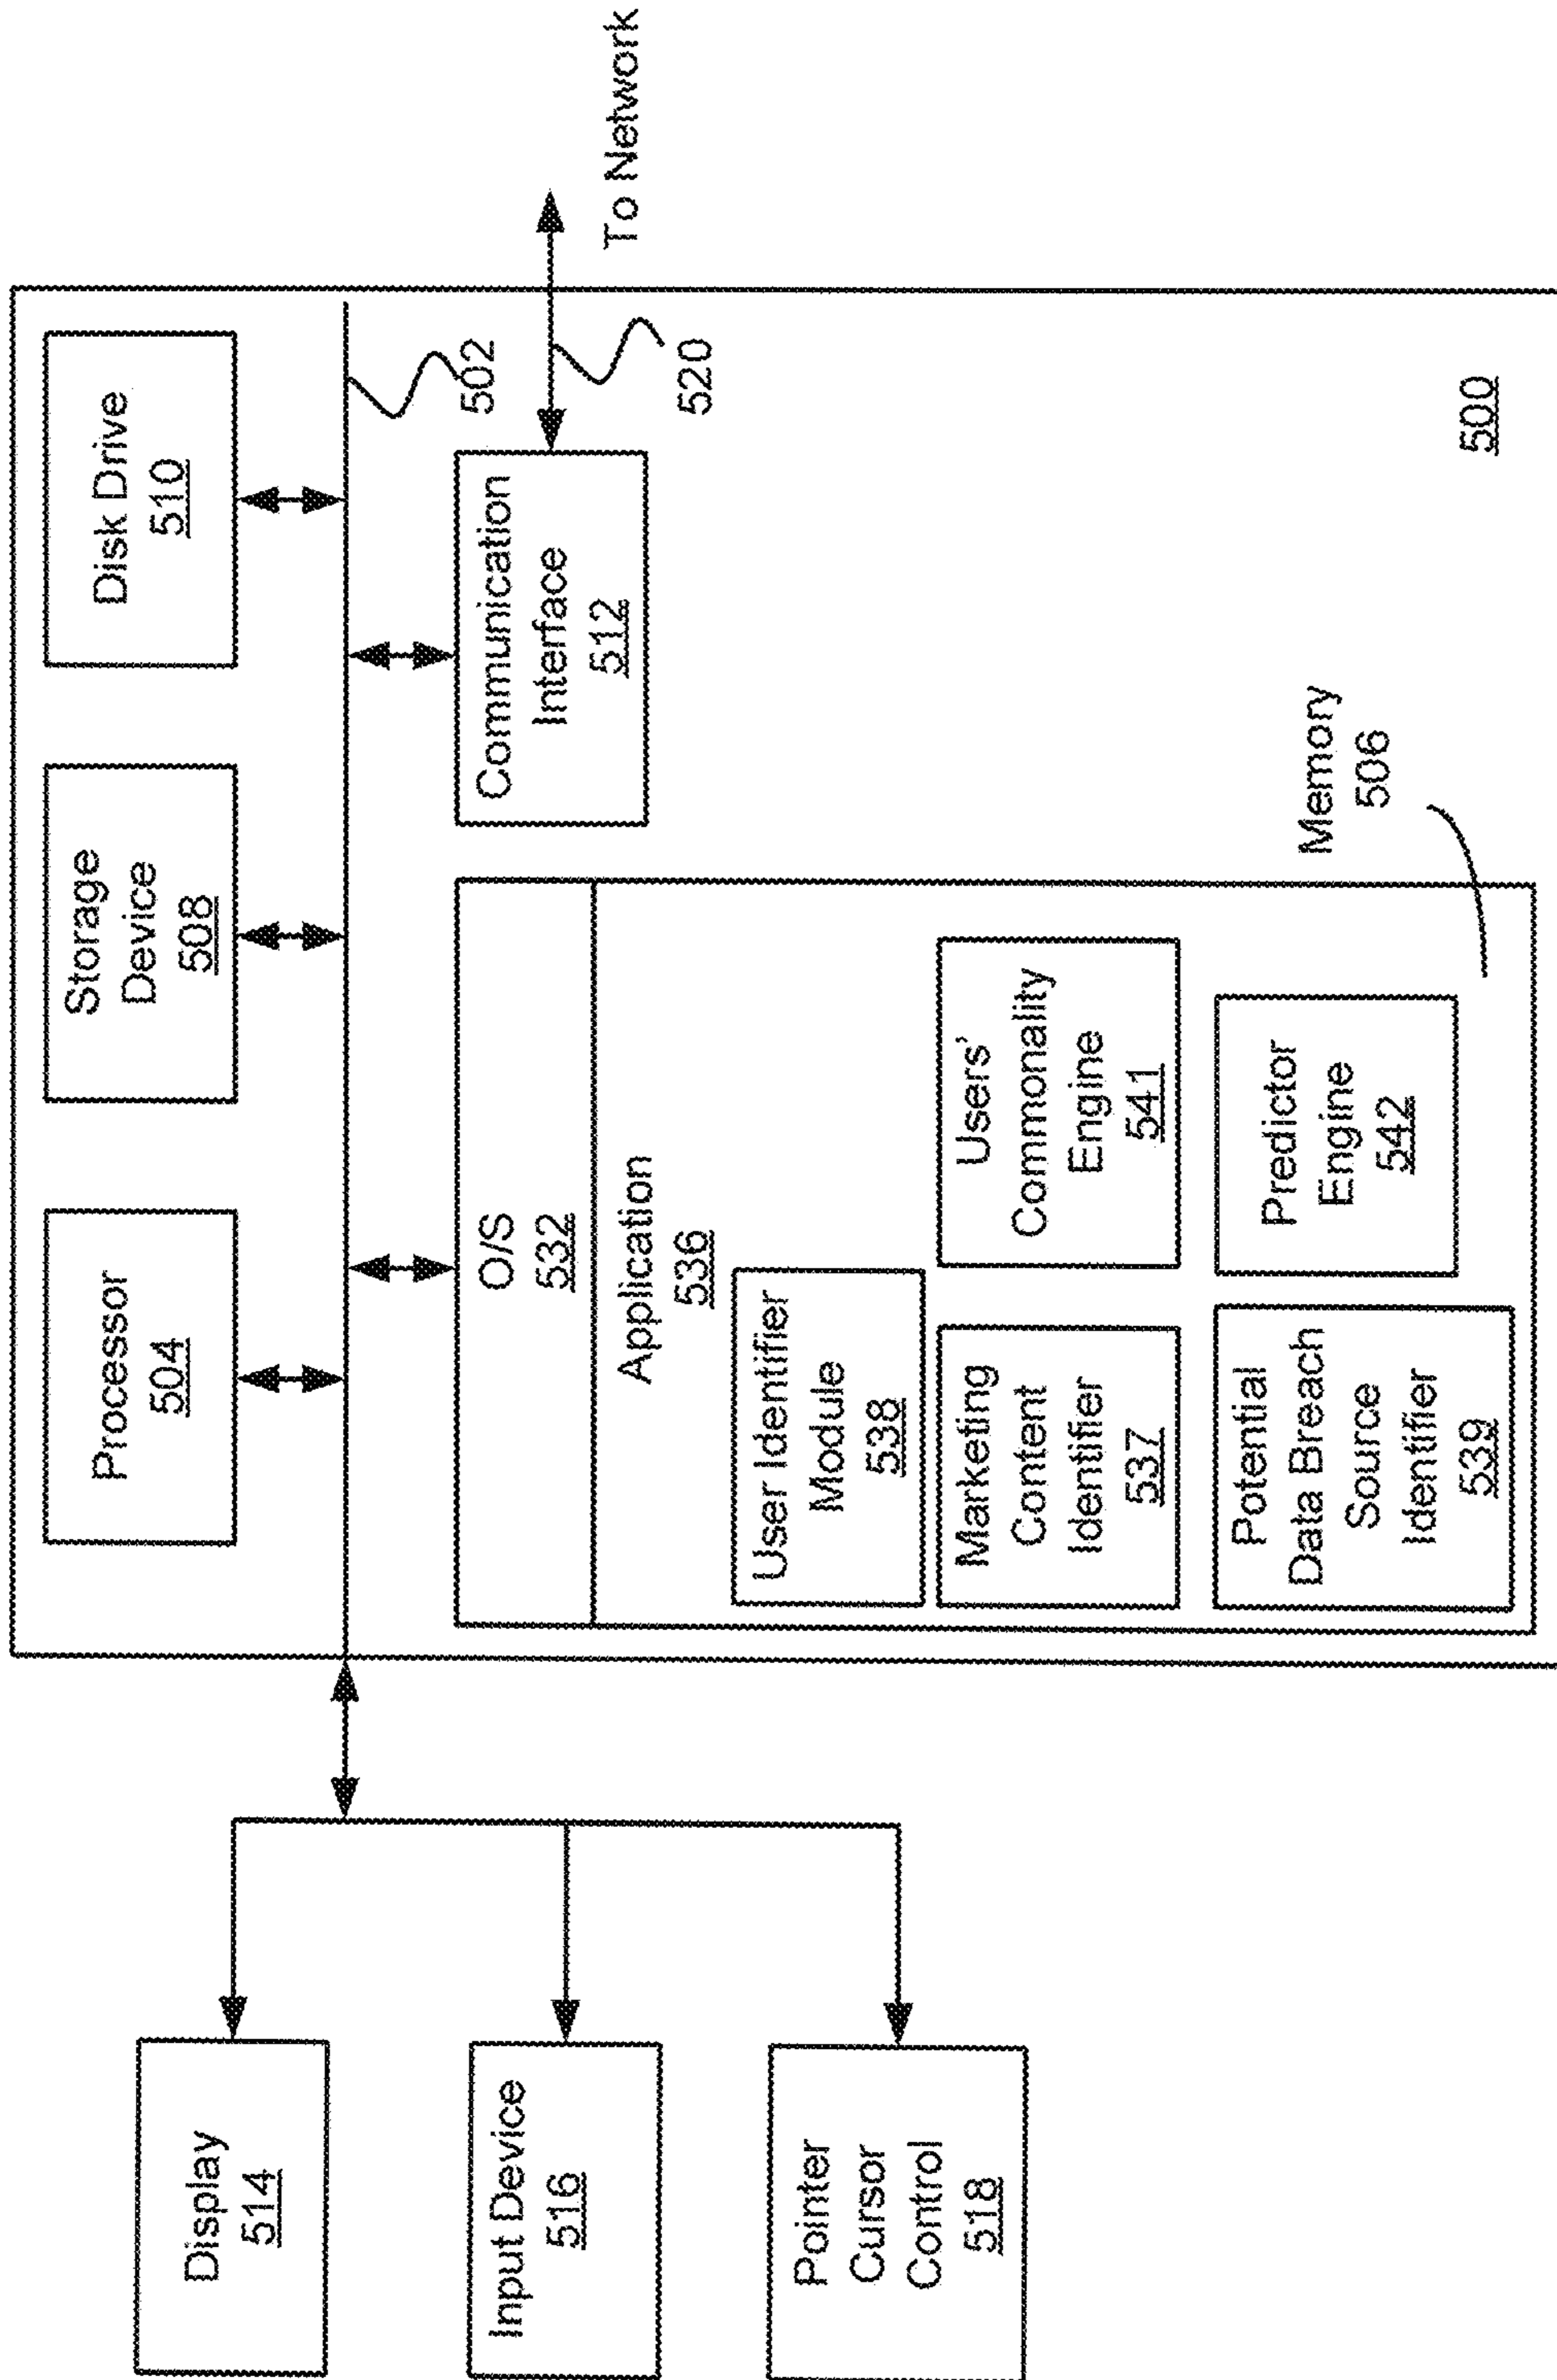 Display
514
Input Device
516
Pointer
Cursor
Control
518
Processor
504
Storage
Device
508
Disk Drive
510
502
Communication
Interface
512
520
To Network
O/S
532
Application
536
User Identifier
Module
538
Marketing
Content
Identifier
537
Users’
Commonality
Engine
541
Potential
Data Breach
Source
Identifier
539
Predictor
Engine
542
Memory
506
500